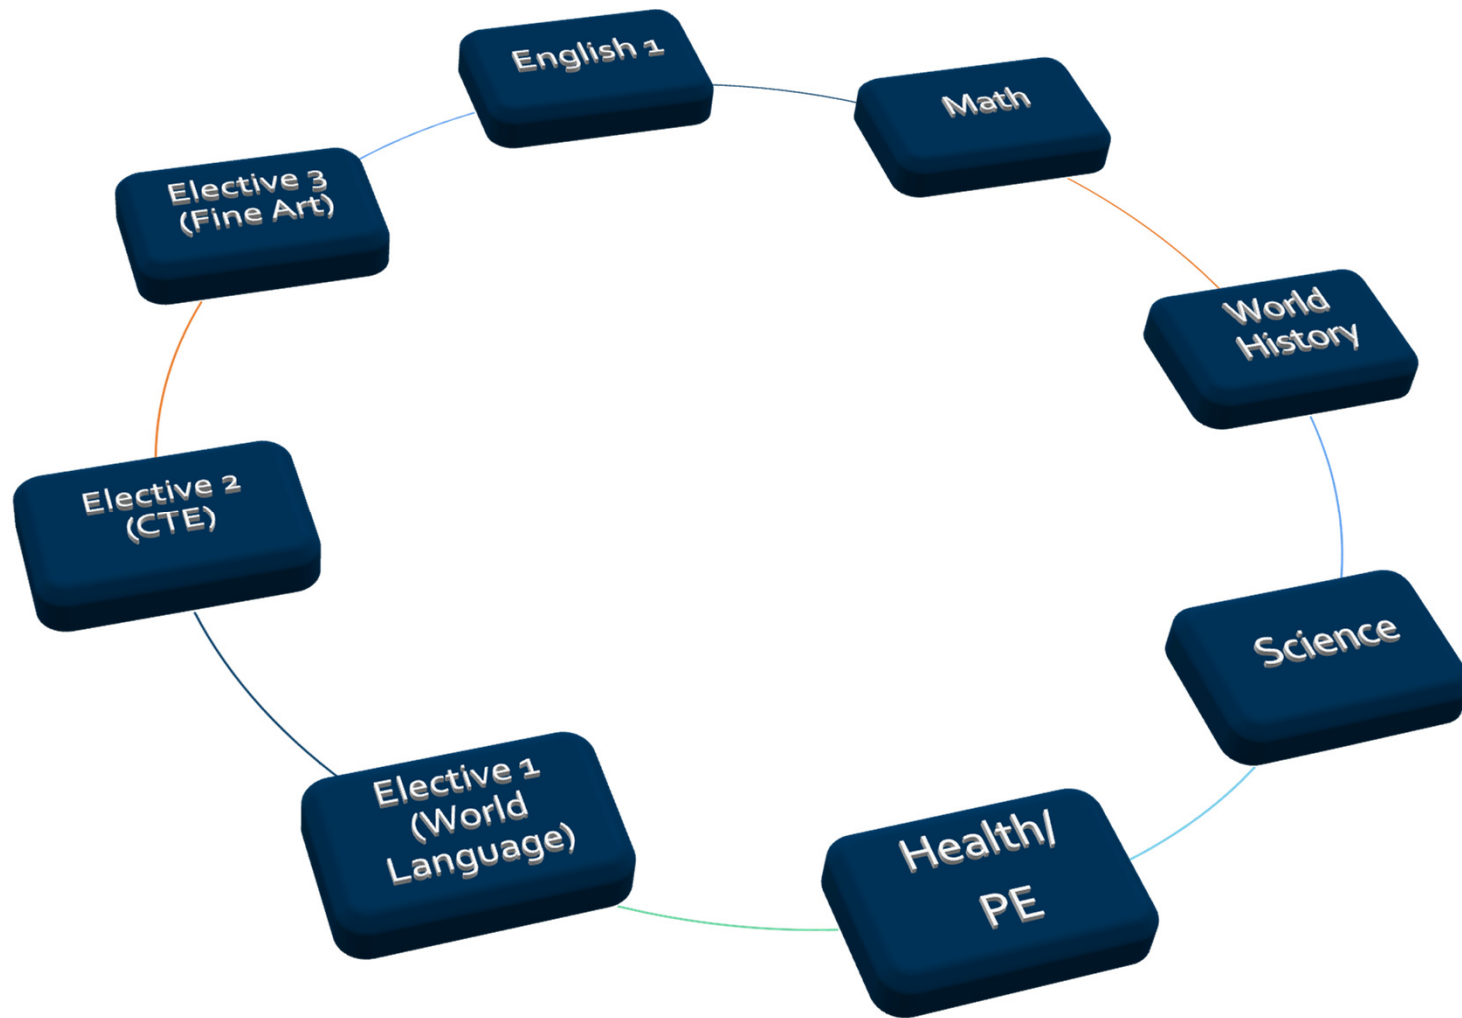 English 1
Math
World
History
Science
Health/
PE
Elective 1
(World
Language)
Elective 2
(CTE)
Elective 3
(Fine Art)